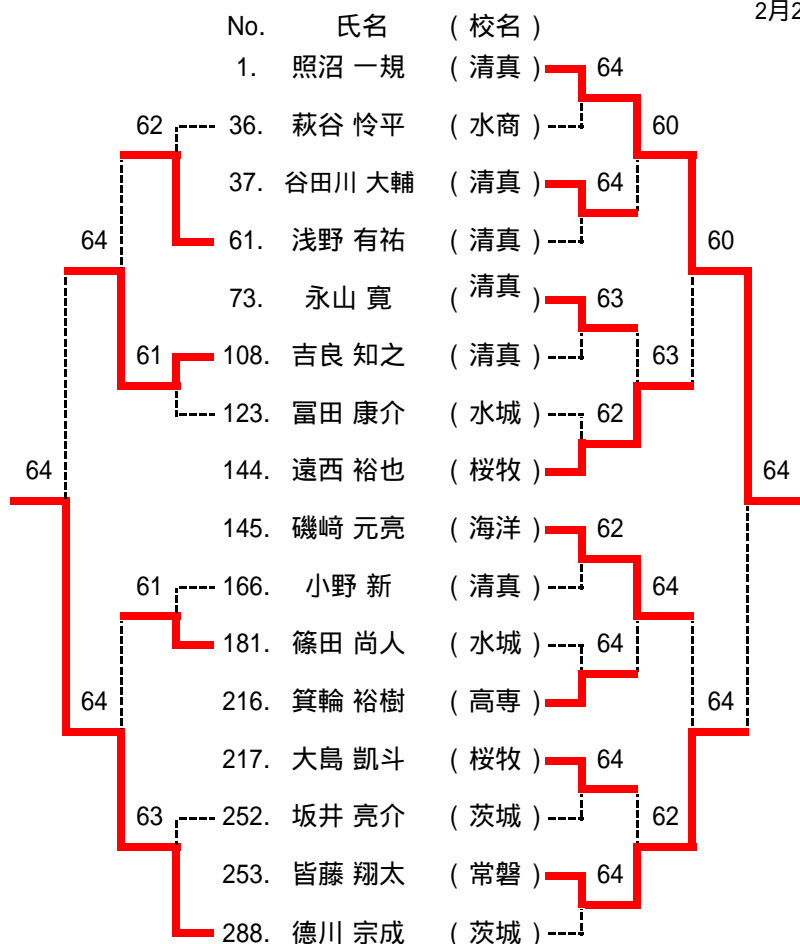 2月2
No. 氏名 ( 校名 )
1. 照沼 一規 ( 清真 ) 64
62 36. 萩谷 怜平 ( 水商 ) 60
37. 谷田川 大輔 ( 清真 ) 64
64 61. 浅野 有祐 ( 清真 ) 60
73. 永山 寛 ( 清真 ) 63
61 108. 吉良 知之 ( 清真 ) 63
123. 冨田 康介 ( 水城 ) 62
64 144. 遠西 裕也 ( 桜牧 ) 64
145. 磯﨑 元亮 ( 海洋 ) 62
61 166. 小野 新 ( 清真 ) 64
181. 篠田 尚人 ( 水城 ) 64
64 216. 箕輪 裕樹 ( 高専 ) 64
217. 大島 凱斗 ( 桜牧 ) 64
63 252. 坂井 亮介 ( 茨城 ) 62
253. 皆藤 翔太 ( 常磐 ) 64
288. 德川 宗成 ( 茨城 )